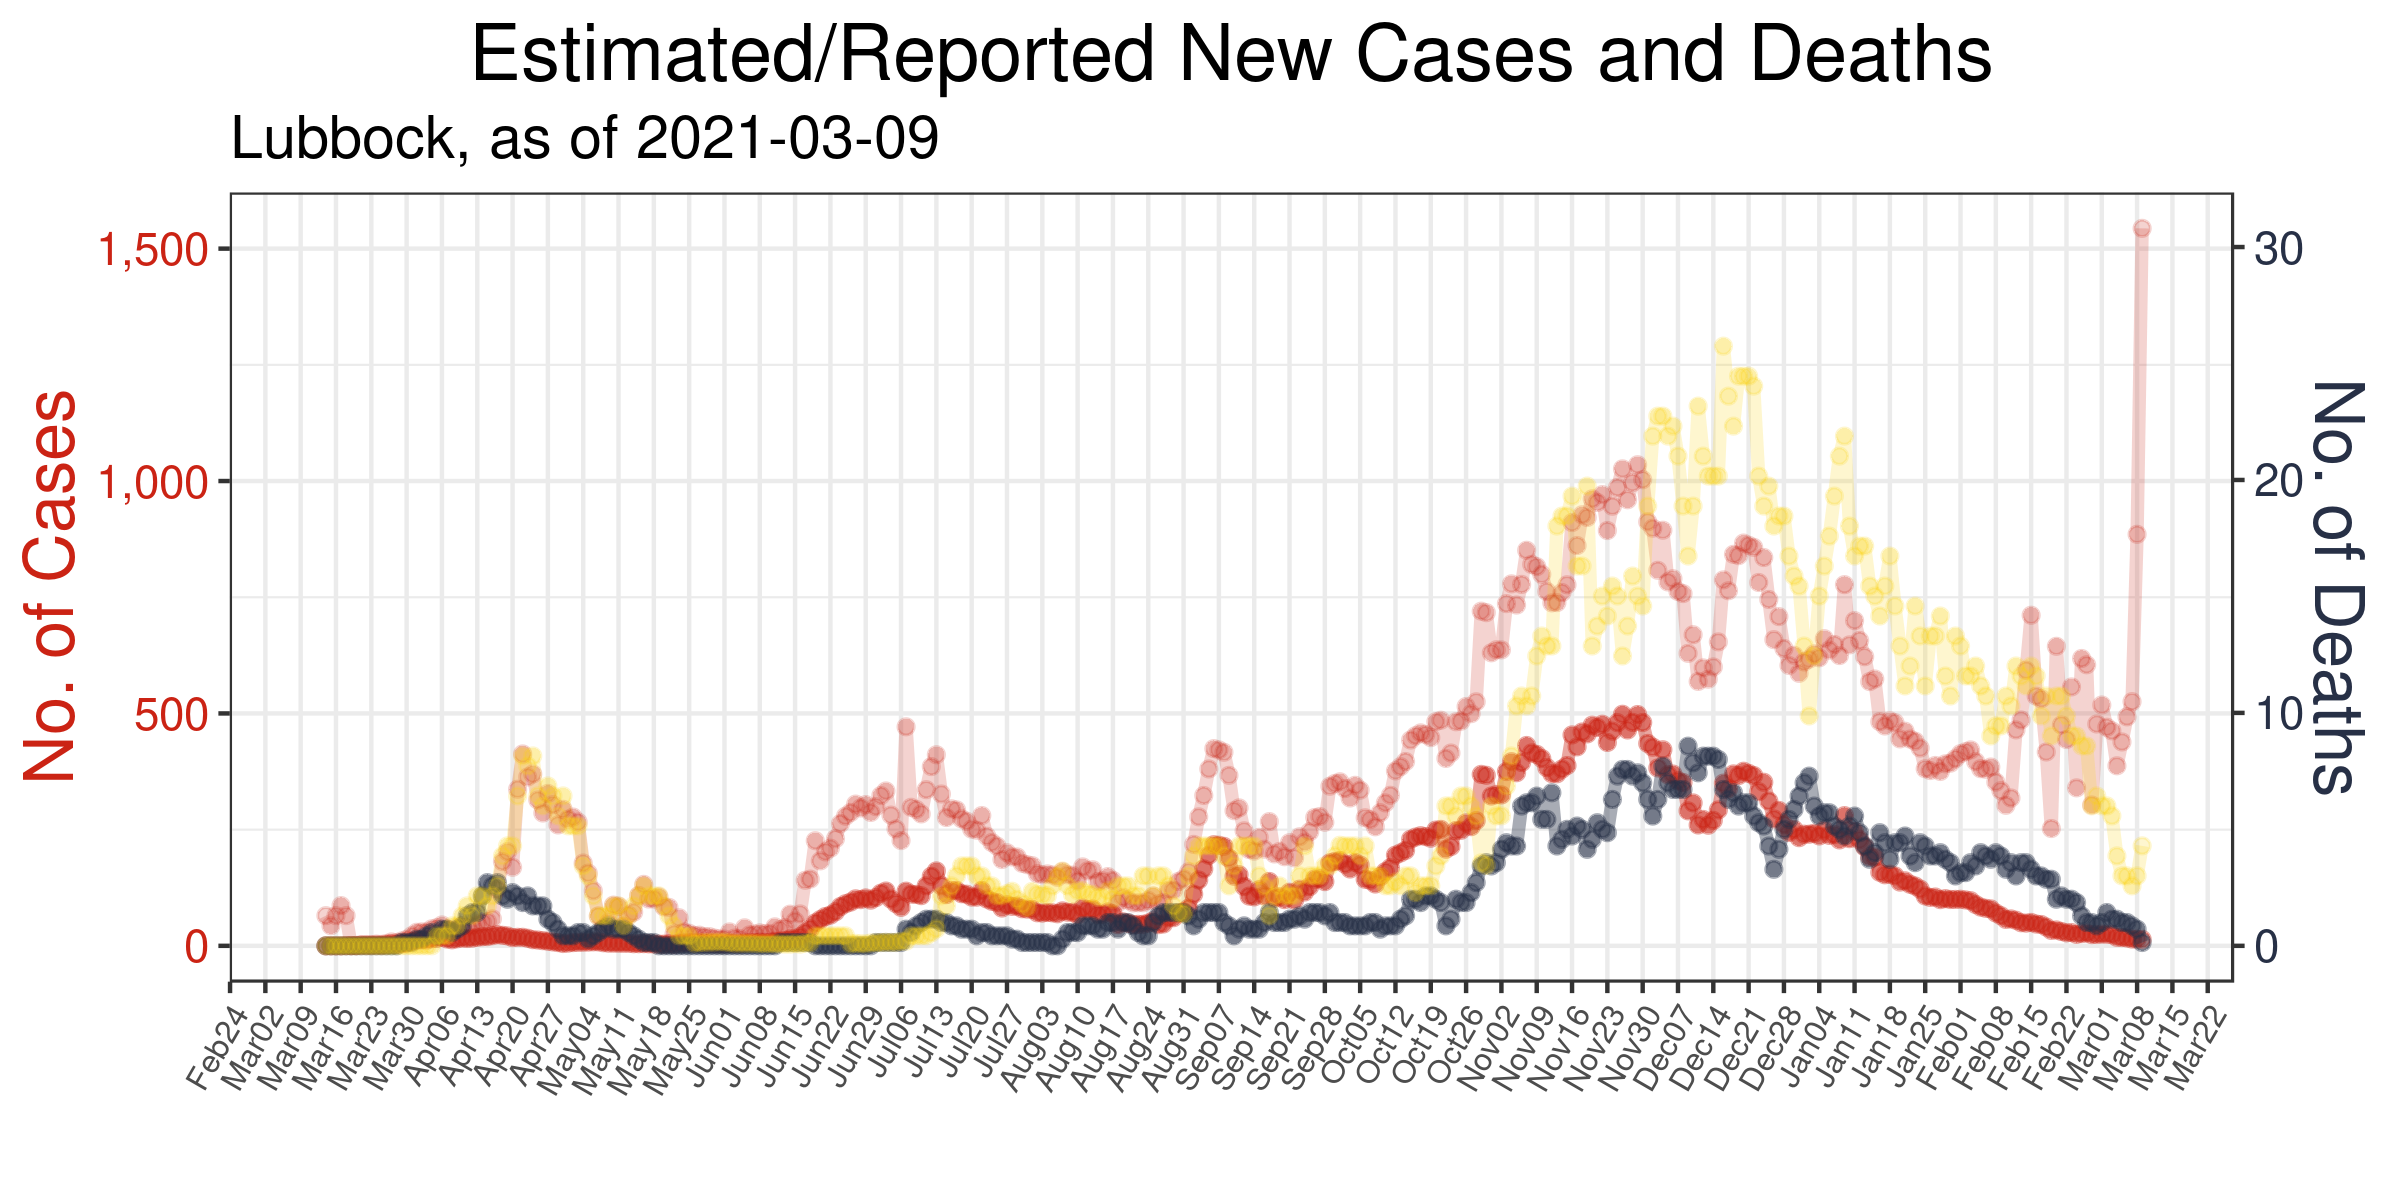 Estimated/Reported New Cases and Deaths
Lubbock, as of 2021-03-09
No. of Cases
1,500
1,000
500
0
30
20
10
0
No. of Deaths
Feb24
Mar02
Mar09
Mar16
Mar23
Mar30
Apr06
Apr13
Apr20
Apr27
May04
May11
May18
May25
Jun01
Jun08
Jun15
Jun22
Jun29
Jul06
Jul13
Jul20
Jul27
Aug03
Aug10
Aug17
Aug24
Aug31
Sep07
Sep14
Sep21
Sep28
Oct05
Oct12
Oct19
Oct26
Nov02
Nov09
Nov16
Nov23
Nov30
Dec07
Dec14
Dec21
Dec28
Jan04
Jan11
Jan18
Jan25
Feb01
Feb08
Feb15
Feb22
Mar01
Mar08
Mar15
Mar22